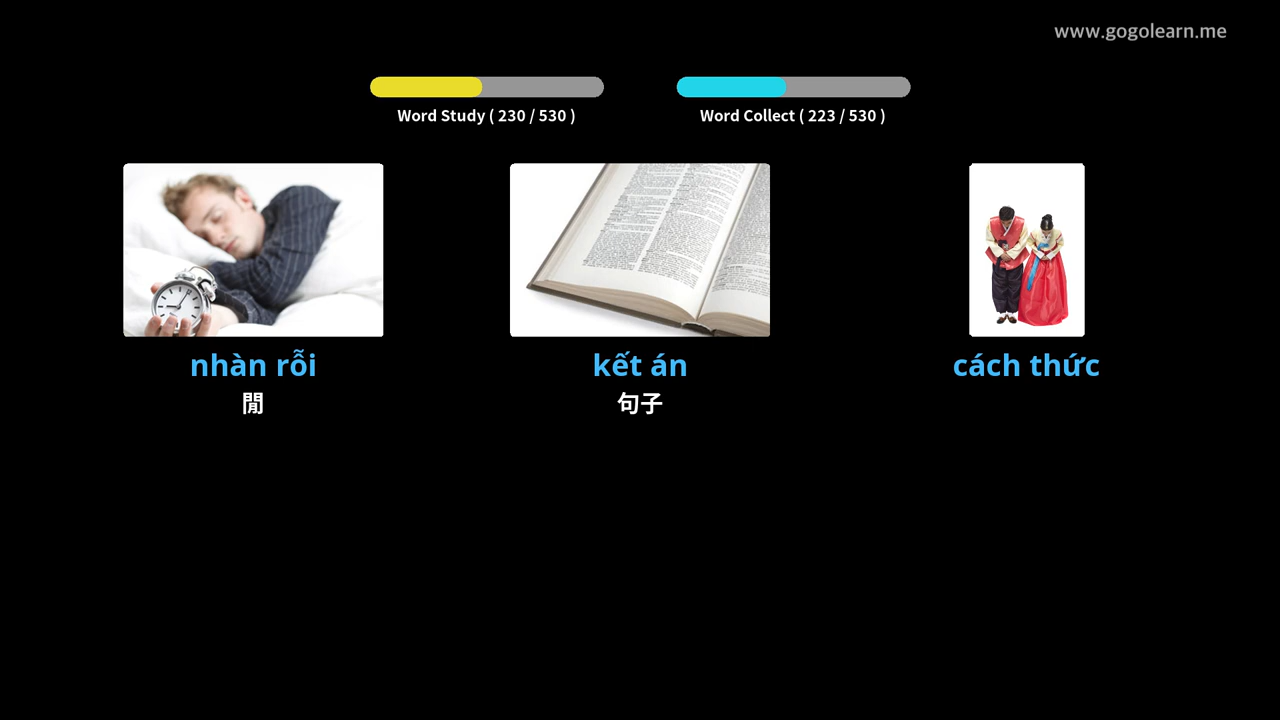 www.gogolearn.me
Word Study ( 230 / 530 )
Word Collect ( 223 / 530 )
nhàn rỗi
閒
kết án
句子
cách thức